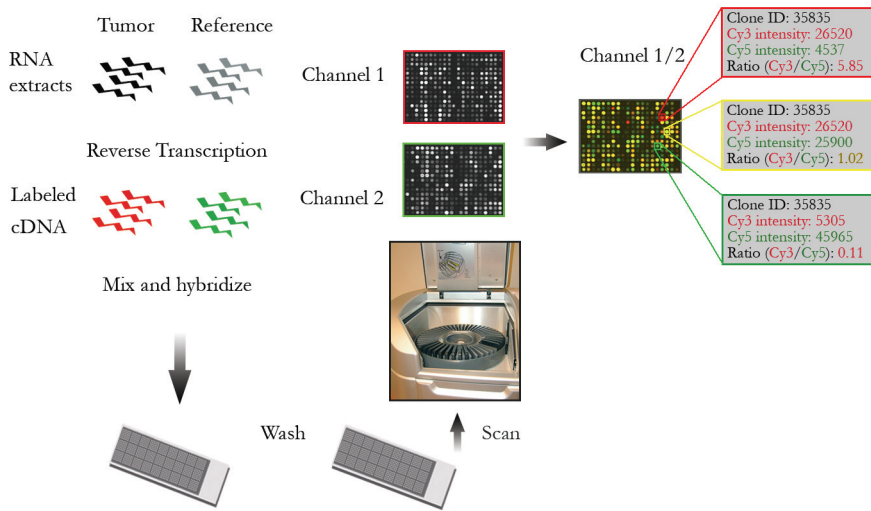 Tumor
Reference
RNA
extracts
Reverse Transcription
Labeled
cDNA
Mix and hybridize
Wash
Scan
Channel 1
Channel 2
Channel 1/2
Clone ID: 35835
Cy3 intensity: 26520
Cy5 intensity: 4537
Ratio (Cy3/Cy5): 5.85
Clone ID: 35835
Cy3 intensity: 26520
Cy5 intensity: 25900
Ratio (Cy3/Cy5): 1.02
Clone ID: 35835
Cy3 intensity: 5305
Cy5 intensity: 45965
Ratio (Cy3/Cy5): 0.11